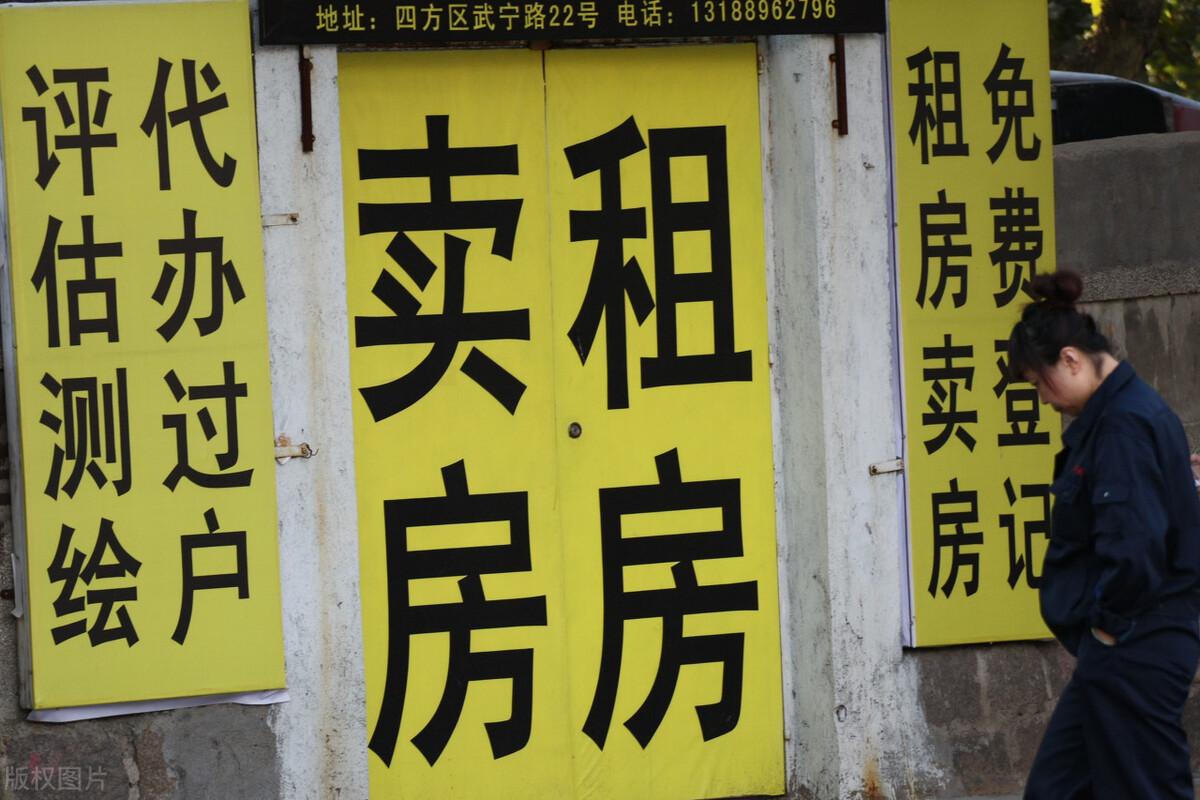 地址：四方区武宁路22号 电话：13188962796
代办过户
评估测绘
租房
卖房
免费登记
租房卖房
版权图片